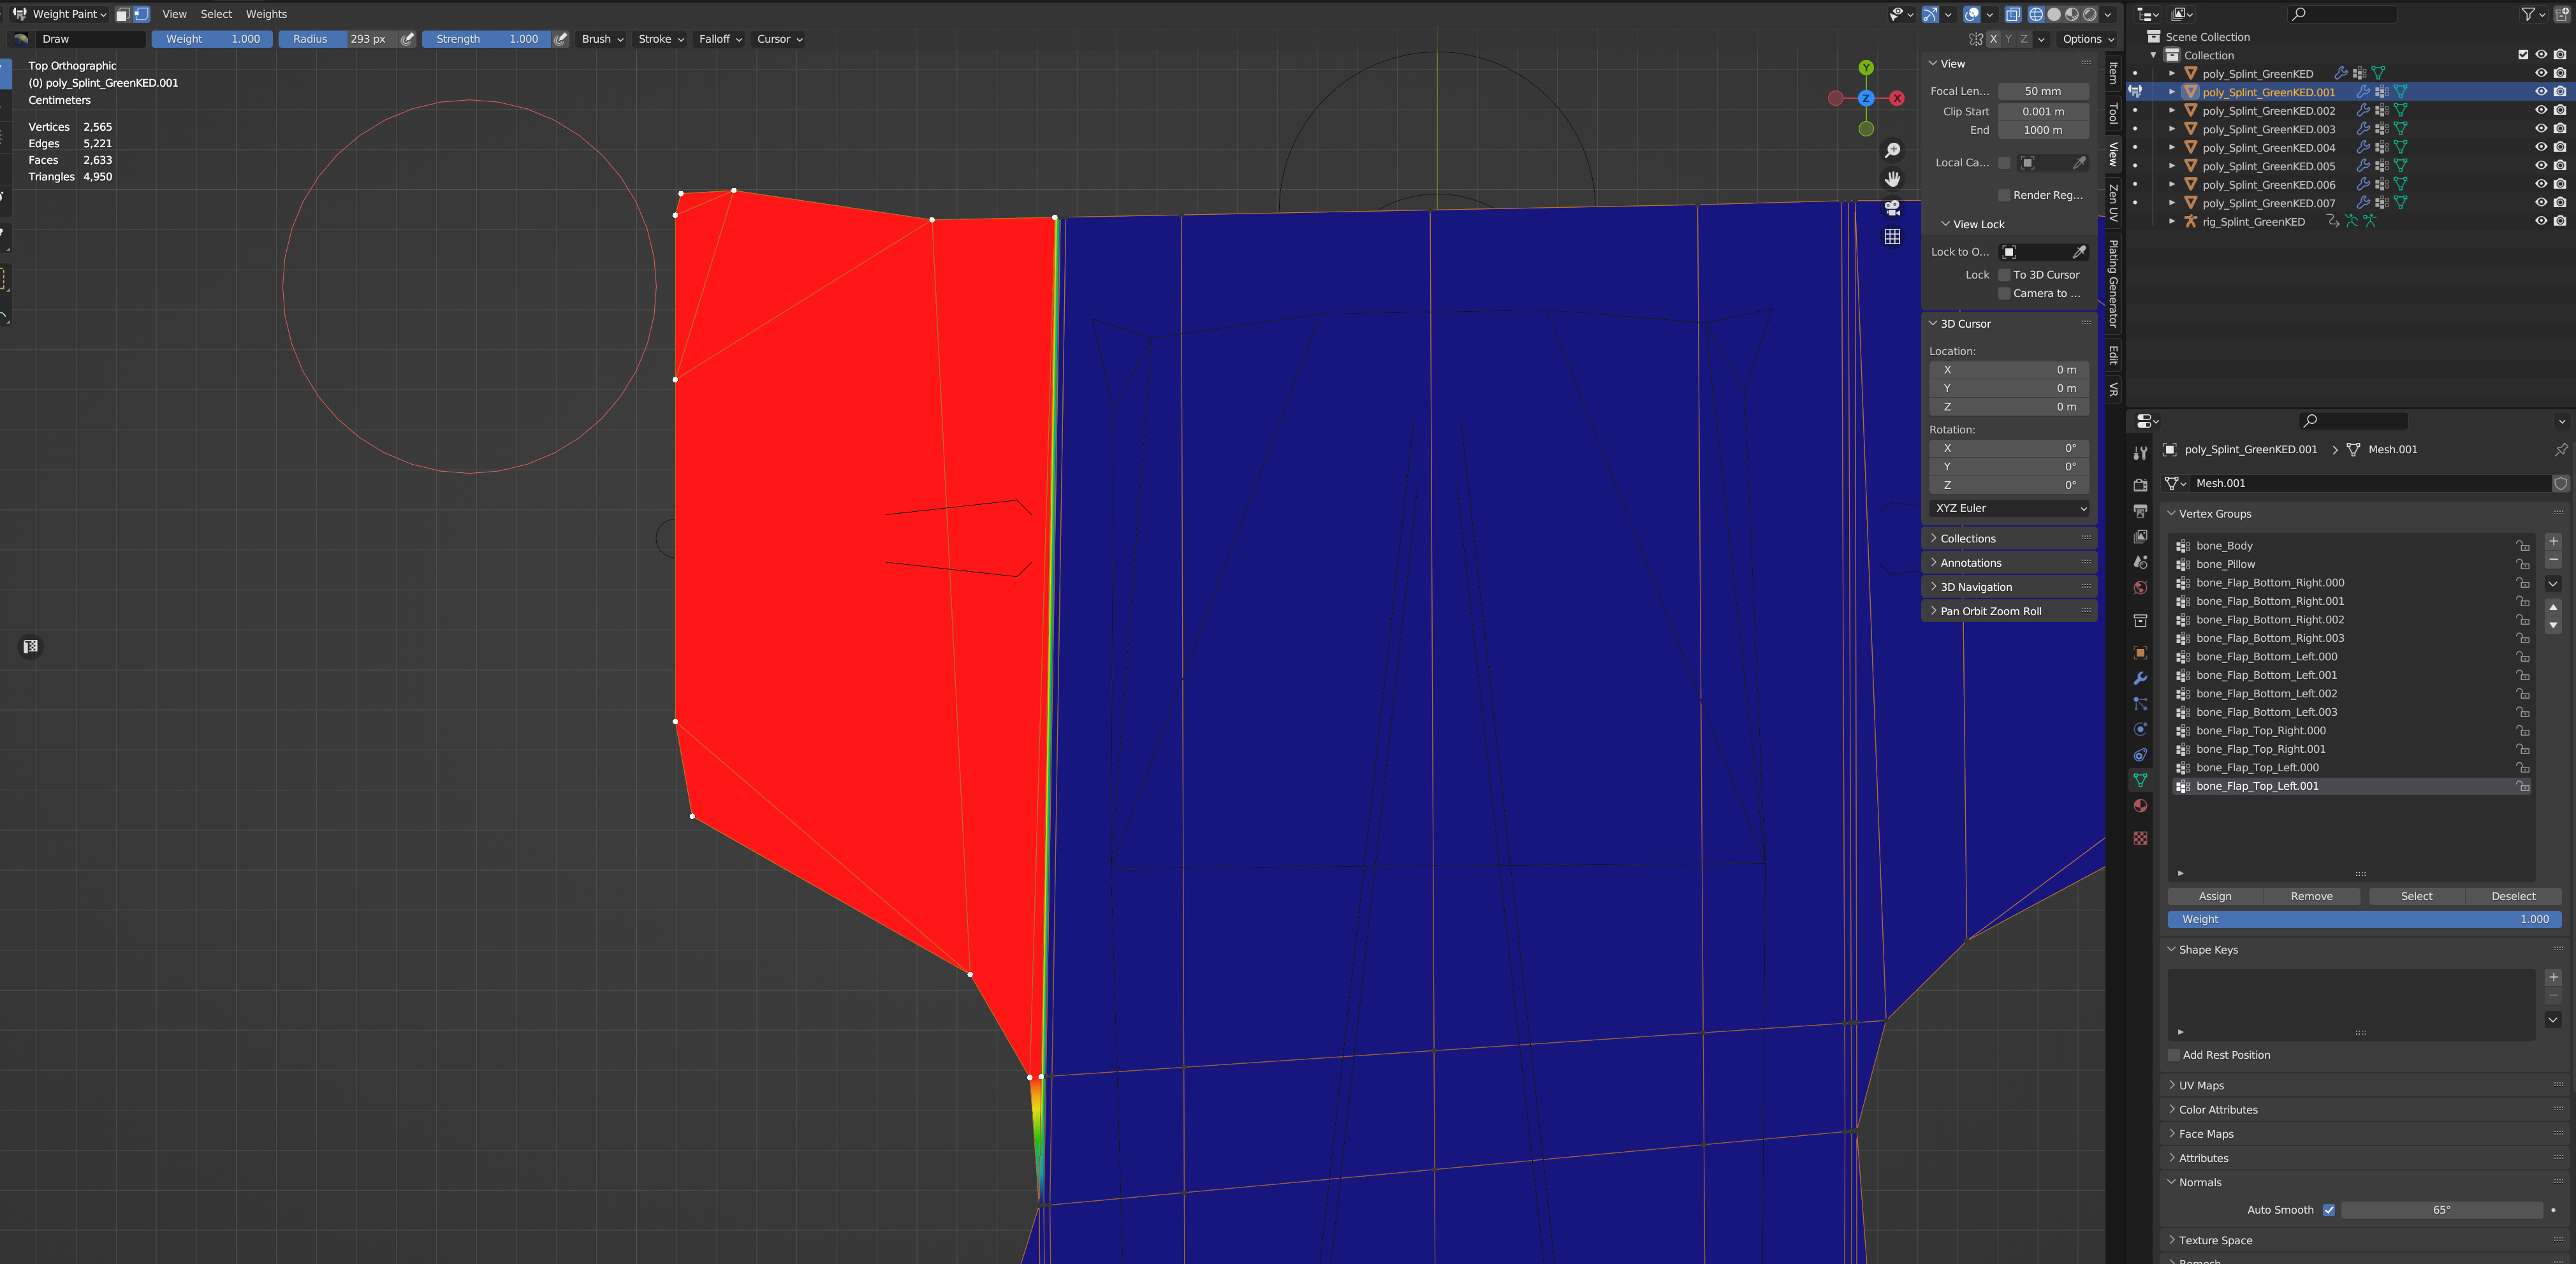 Weight Paint View Select Weights
Draw Weight 1.000 Radius 293 px Strength 1.000 Brush Stroke Falloff Cursor X Y Z Options
Top Orthographic
(0) poly_Splint_GreenKED.001
Centimeters
Vertices 2,565
Edges 5,221
Faces 2,633
Triangles 4,950
Y
Z
X
View
Focal Len... 50 mm
Clip Start 0.001 m
End 1000 m
Local Ca...
Render Reg...
View Lock
Lock to O...
Lock To 3D Cursor
Camera to ...
3D Cursor
Location:
X 0 m
Y 0 m
Z 0 m
Rotation:
X 0°
Y 0°
Z 0°
XYZ Euler
Collections
Annotations
3D Navigation
Pan Orbit Zoom Roll
Item
Tool
View
Zen UV
Plating Generator
Edit
VR
Scene Collection
Collection
poly_Splint_GreenKED
poly_Splint_GreenKED.001
poly_Splint_GreenKED.002
poly_Splint_GreenKED.003
poly_Splint_GreenKED.004
poly_Splint_GreenKED.005
poly_Splint_GreenKED.006
poly_Splint_GreenKED.007
rig_Splint_GreenKED
poly_Splint_GreenKED.001 Mesh.001
Mesh.001
Vertex Groups
bone_Body
bone_Pillow
bone_Flap_Bottom_Right.000
bone_Flap_Bottom_Right.001
bone_Flap_Bottom_Right.002
bone_Flap_Bottom_Right.003
bone_Flap_Bottom_Left.000
bone_Flap_Bottom_Left.001
bone_Flap_Bottom_Left.002
bone_Flap_Bottom_Left.003
bone_Flap_Top_Right.000
bone_Flap_Top_Right.001
bone_Flap_Top_Left.000
bone_Flap_Top_Left.001
Assign Remove Select Deselect
Weight 1.000
Shape Keys
Add Rest Position
UV Maps
Color Attributes
Face Maps
Attributes
Normals
Auto Smooth 65°
Texture Space